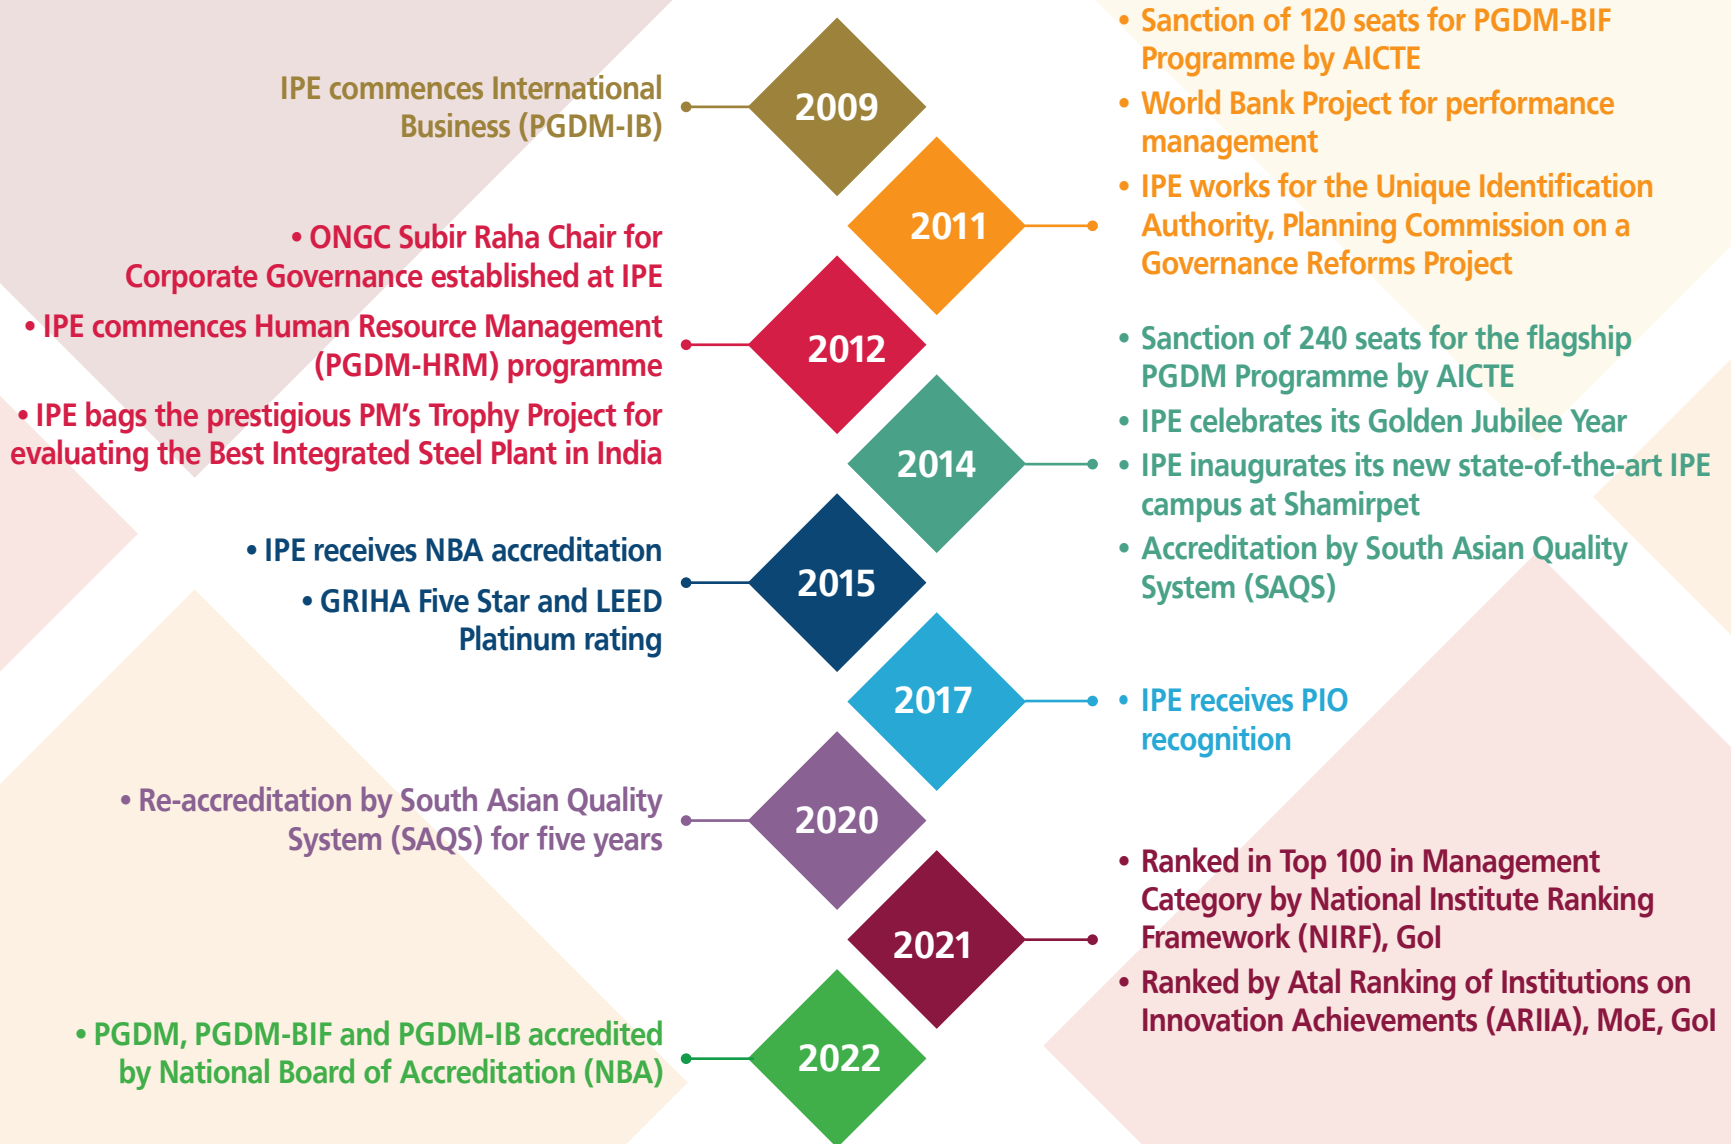 2009
IPE commences International
Business (PGDM-IB)
2011
• Sanction of 120 seats for PGDM-BIF
Programme by AICTE
• World Bank Project for performance
management
• IPE works for the Unique Identification
Authority, Planning Commission on a
Governance Reforms Project
2012
• ONGC Subir Raha Chair for
Corporate Governance established at IPE
• IPE commences Human Resource Management
(PGDM-HRM) programme
• IPE bags the prestigious PM’s Trophy Project for
evaluating the Best Integrated Steel Plant in India
2014
• Sanction of 240 seats for the flagship
PGDM Programme by AICTE
• IPE celebrates its Golden Jubilee Year
• IPE inaugurates its new state-of-the-art IPE
campus at Shamirpet
• Accreditation by South Asian Quality
System (SAQS)
2015
• IPE receives NBA accreditation
• GRIHA Five Star and LEED
Platinum rating
2017
• IPE receives PIO
recognition
2020
• Re-accreditation by South Asian Quality
System (SAQS) for five years
2021
• Ranked in Top 100 in Management
Category by National Institute Ranking
Framework (NIRF), GoI
• Ranked by Atal Ranking of Institutions on
Innovation Achievements (ARIIA), MoE, GoI
2022
• PGDM, PGDM-BIF and PGDM-IB accredited
by National Board of Accreditation (NBA)